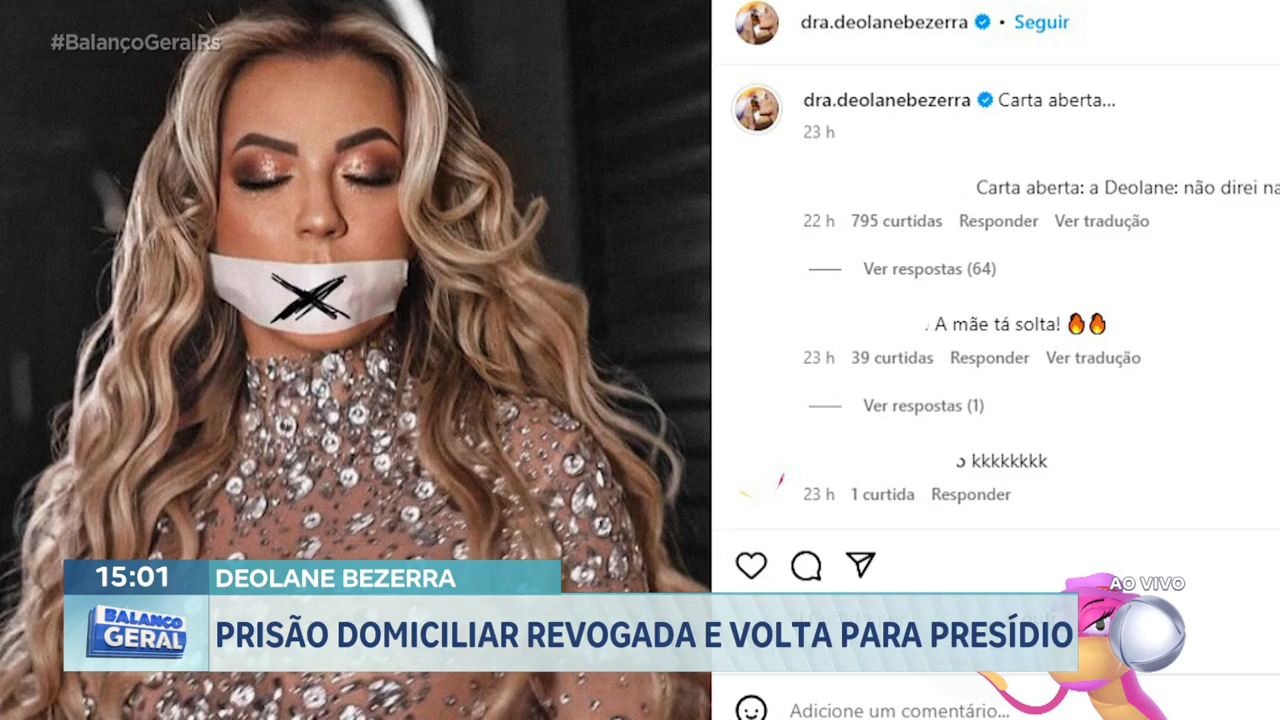 #BalançoGeralRs
dra.deolanebezerra • Seguir
dra.deolanebezerra Carta aberta...
23 h
Carta aberta: a Deolane: não direi na
22 h 795 curtidas Responder Ver tradução
Ver respostas (64)
A mãe tá solta! 🔥🔥
23 h 39 curtidas Responder Ver tradução
Ver respostas (1)
kkkkkkkk
23 h 1 curtida Responder
AO VIVO
15:01 DEOLANE BEZERRA
BALANÇO
GERAL
PRISÃO DOMICILIAR REVOGADA E VOLTA PARA PRESÍDIO
Adicione um comentário...